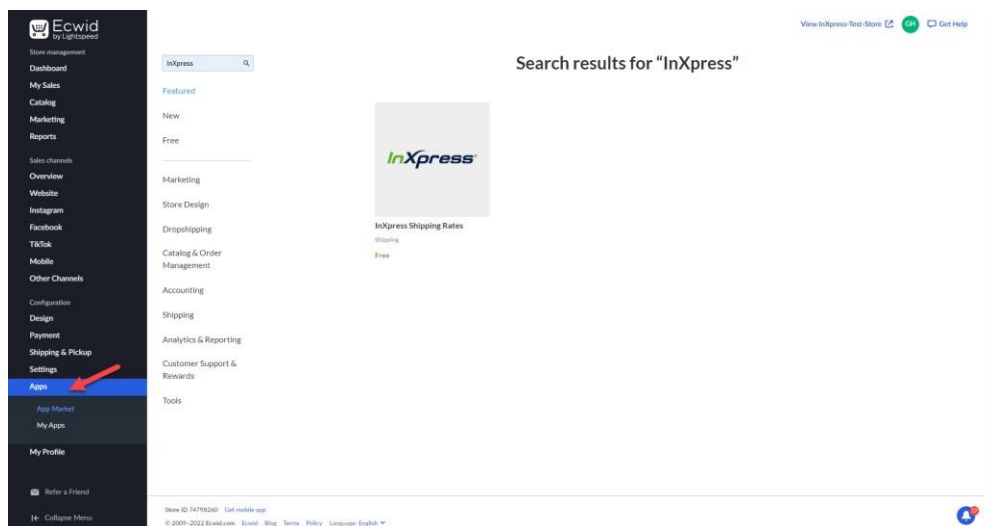 Ecwid
by Lightspeed
Store management
Dashboard
My Sales
Catalog
Marketing
Reports
Sales channels
Overview
Website
Instagram
Facebook
TikTok
Mobile
Other Channels
Configuration
Design
Payment
Shipping & Pickup
Settings
Apps
App Market
My Apps
My Profile
Refer a Friend
Collapse Menu
InXpress
Featured
New
Free
Marketing
Store Design
Dropshipping
Catalog & Order
Management
Accounting
Shipping
Analytics & Reporting
Customer Support &
Rewards
Tools
View InXpress-Test-Store GH Get Help
Search results for “InXpress”
InXpress
InXpress Shipping Rates
Shipping
Free
Store ID 74798260 Get mobile app
© 2009–2022 Ecwid.com Ecwid Blog Terms Policy Language: English